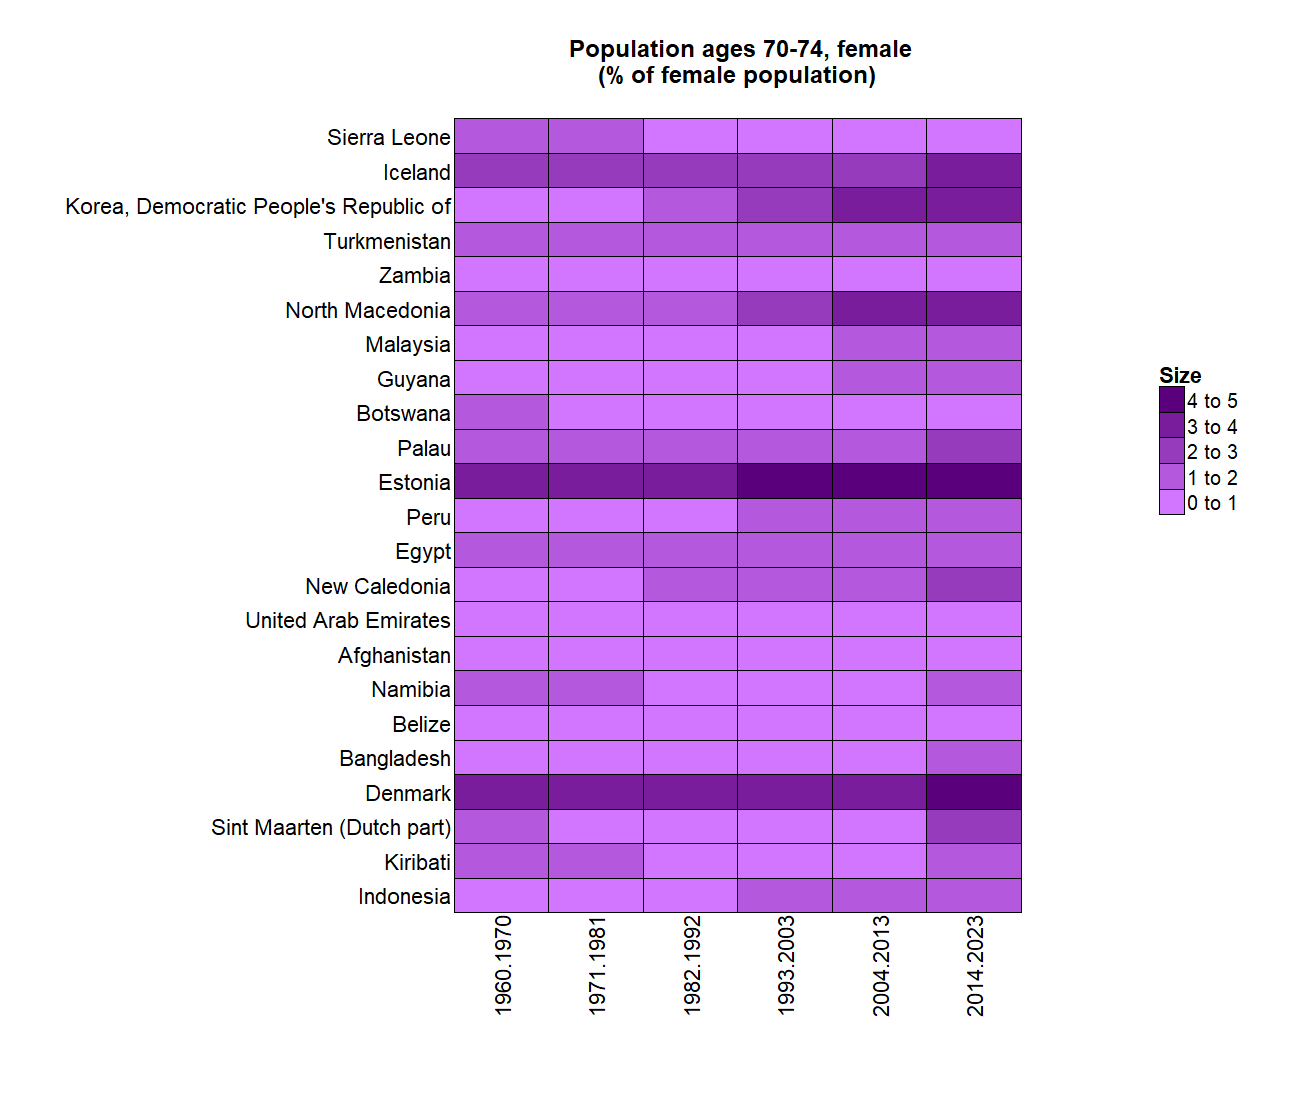 Population ages 70-74, female
(% of female population)
Sierra Leone
Iceland
Korea, Democratic People's Republic of
Turkmenistan
Zambia
North Macedonia
Malaysia
Guyana
Botswana
Palau
Estonia
Peru
Egypt
New Caledonia
United Arab Emirates
Afghanistan
Namibia
Belize
Bangladesh
Denmark
Sint Maarten (Dutch part)
Kiribati
Indonesia
1960.1970
1971.1981
1982.1992
1993.2003
2004.2013
2014.2023
Size
4 to 5
3 to 4
2 to 3
1 to 2
0 to 1